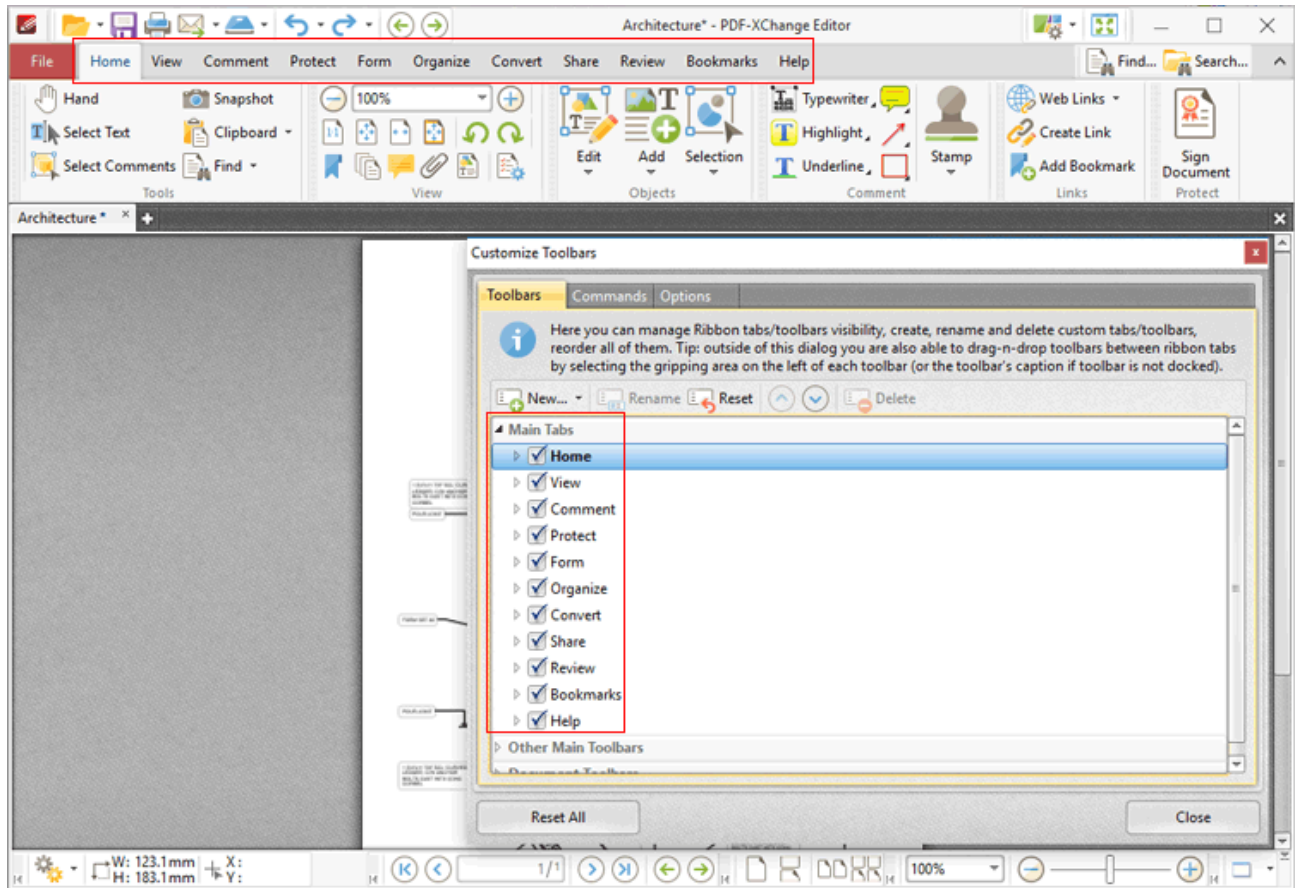 Architecture* - PDF-XChange Editor
File Home View Comment Protect Form Organize Convert Share Review Bookmarks Help Find... Search...
Hand Snapshot 100% Typewriter Web Links
Select Text Clipboard Highlight Create Link
Edit Add Selection Stamp Sign Document
Select Comments Find Underline Add Bookmark
Tools View Objects Comment Links Protect
Architecture *
Customize Toolbars
Toolbars Commands Options
Here you can manage Ribbon tabs/toolbars visibility, create, rename and delete custom tabs/toolbars,
reorder all of them. Tip: outside of this dialog you are also able to drag-n-drop toolbars between ribbon tabs
by selecting the gripping area on the left of each toolbar (or the toolbar's caption if toolbar is not docked).
New... Rename Reset Delete
Main Tabs
Home
View
Comment
Protect
Form
Organize
Convert
Share
Review
Bookmarks
Help
Other Main Toolbars
Document Toolbars
Reset All Close
W: 123.1 mm X:
H: 183.1 mm Y:
1/1 100%